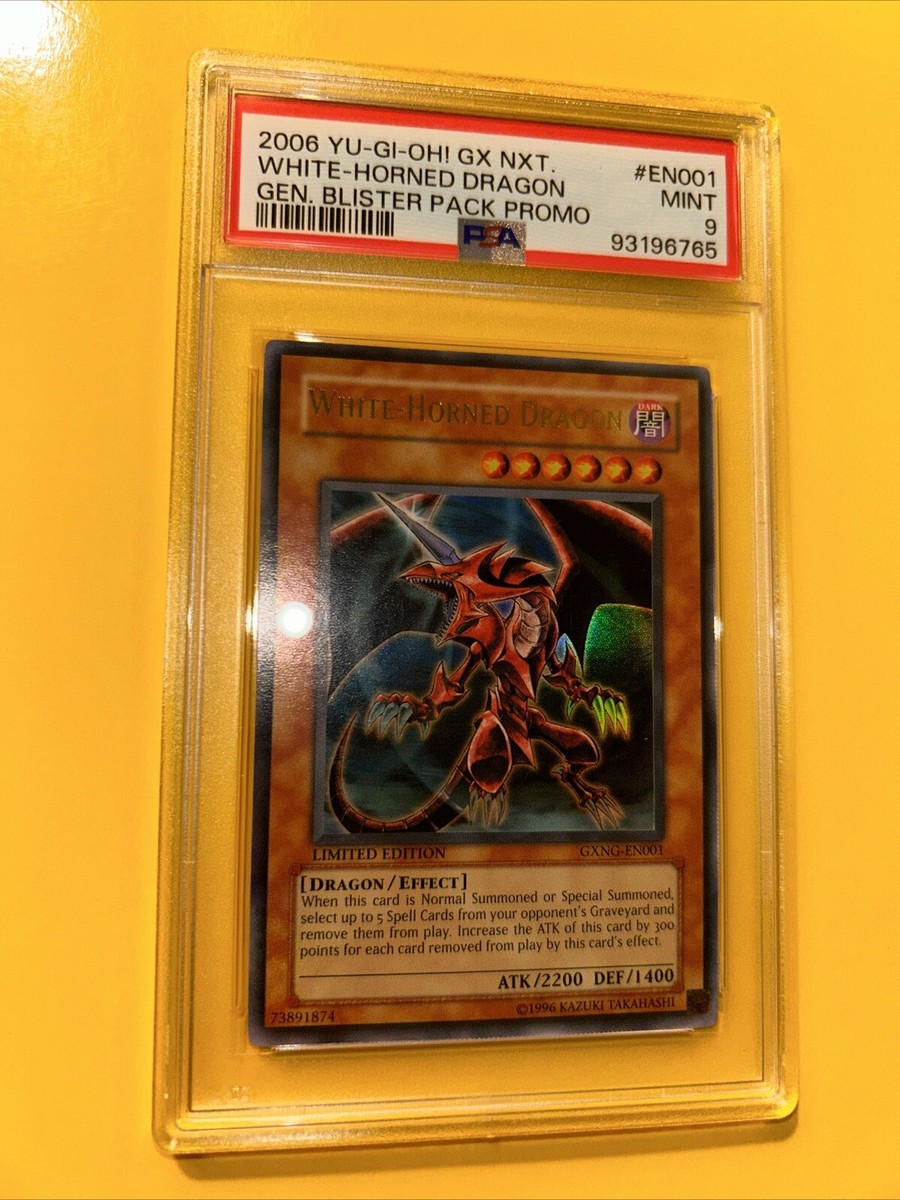 2006 YU-GI-OH! GX NXT. #EN001
WHITE-HORNED DRAGON MINT
GEN. BLISTER PACK PROMO 9
PSA 93196765
WHITE-HORNED DRAGON DARK
闇
LIMITED EDITION GXNG-EN001
[DRAGON/EFFECT]
When this card is Normal Summoned or Special Summoned,
select up to 5 Spell Cards from your opponent's Graveyard and
remove them from play. Increase the ATK of this card by 300
points for each card removed from play by this card's effect.
ATK/2200 DEF/1400
73891874 ©1996 KAZUKI TAKAHASHI